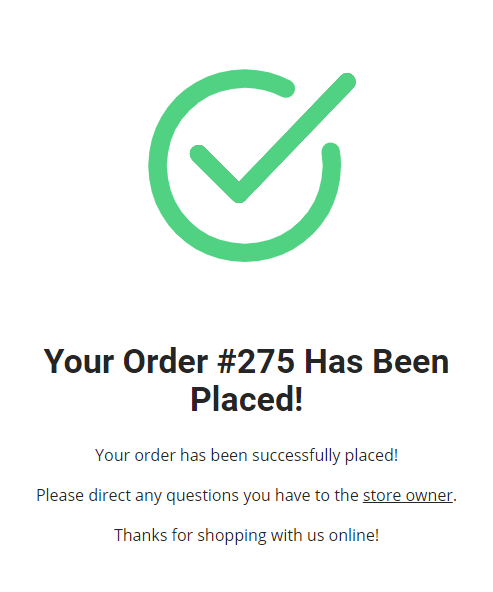 Your Order #275 Has Been
Placed!
Your order has been successfully placed!
Please direct any questions you have to the store owner.
Thanks for shopping with us online!